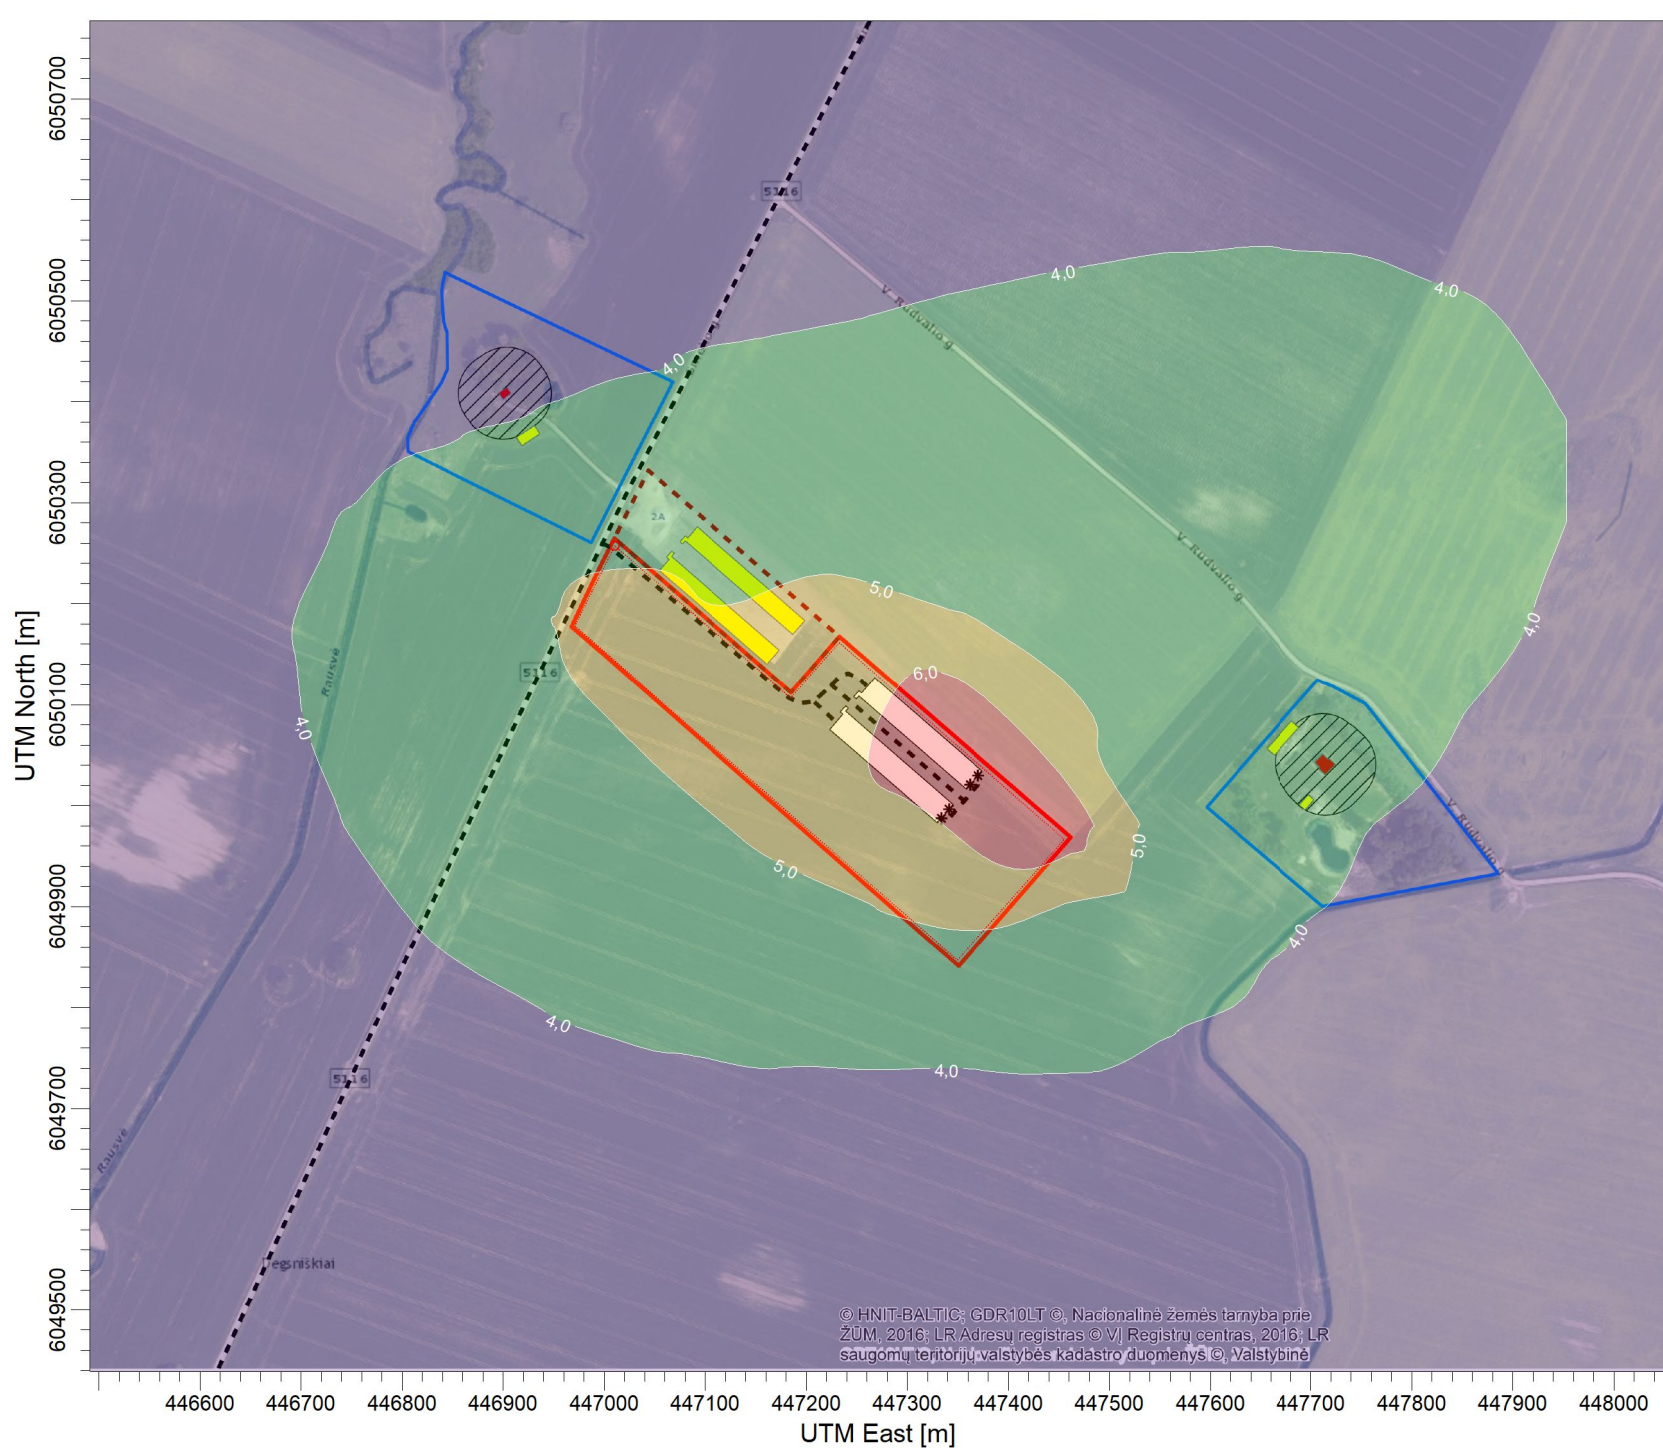 6050700
5116
4,0
4,0
V. Rudvalio g
6050500
4,0
6050300
2A
V. Rudvalio g
5,0
4,0
Rausvė
5116
6,0
UTM North [m]
6050100
4,0
V. Rudvalio g
5,0
5,0
6049900
4,0
4,0
4,0
5116
6049700
Rausvė
Degsniškiai
6049500
© HNIT-BALTIC; GDR10LT ©, Nacionalinė žemės tarnyba prie
ŽŪM, 2016; LR Adresų registras © VĮ Registrų centras, 2016; LR
saugomų teritorijų valstybės kadastro duomenys ©, Valstybinė
446600 446700 446800 446900 447000 447100 447200 447300 447400 447500 447600 447700 447800 447900 448000
UTM East [m]